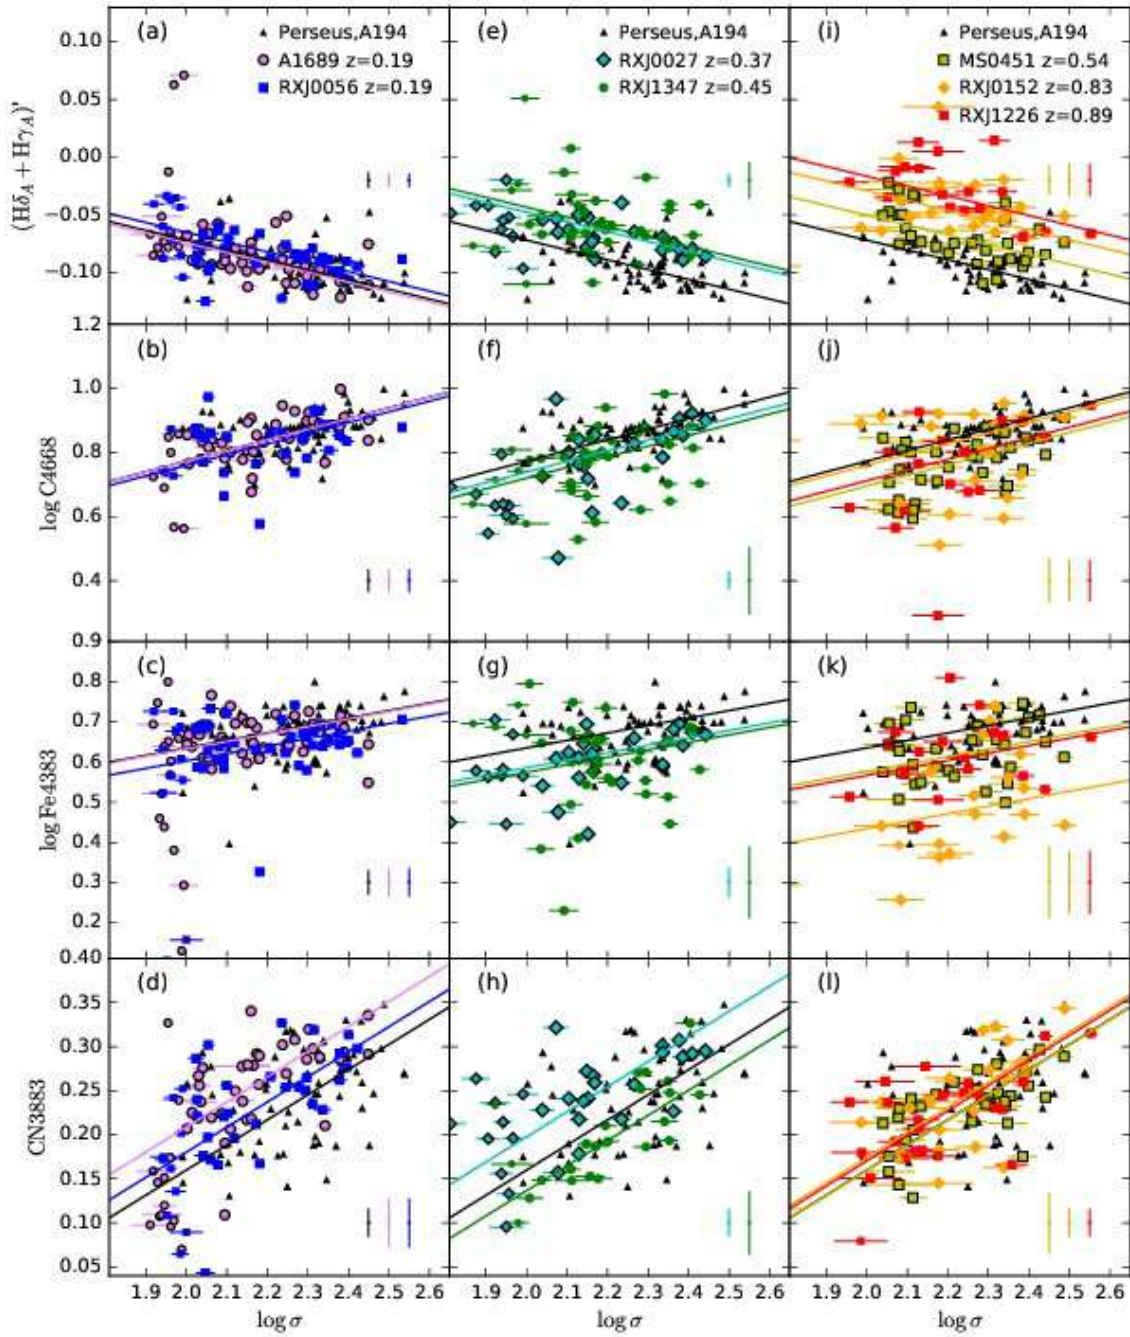 (a) ▲ Perseus,A194
A1689 z=0.19
RXJ0056 z=0.19
(e) ▲ Perseus,A194
RXJ0027 z=0.37
RXJ1347 z=0.45
(i) ▲ Perseus,A194
MS0451 z=0.54
RXJ0152 z=0.83
RXJ1226 z=0.89
(HδA + HγA)'
0.10
0.05
0.00
−0.05
−0.10
1.2
(b)
(f)
(j)
log C4668
1.0
0.8
0.6
0.4
0.9
(c)
(g)
(k)
log Fe4383
0.8
0.7
0.6
0.5
0.4
0.3
0.2
0.40
(d)
(h)
(l)
CN3883
0.35
0.30
0.25
0.20
0.15
0.10
0.05
1.9 2.0 2.1 2.2 2.3 2.4 2.5 2.6
1.9 2.0 2.1 2.2 2.3 2.4 2.5 2.6
1.9 2.0 2.1 2.2 2.3 2.4 2.5 2.6
log σ
log σ
log σ